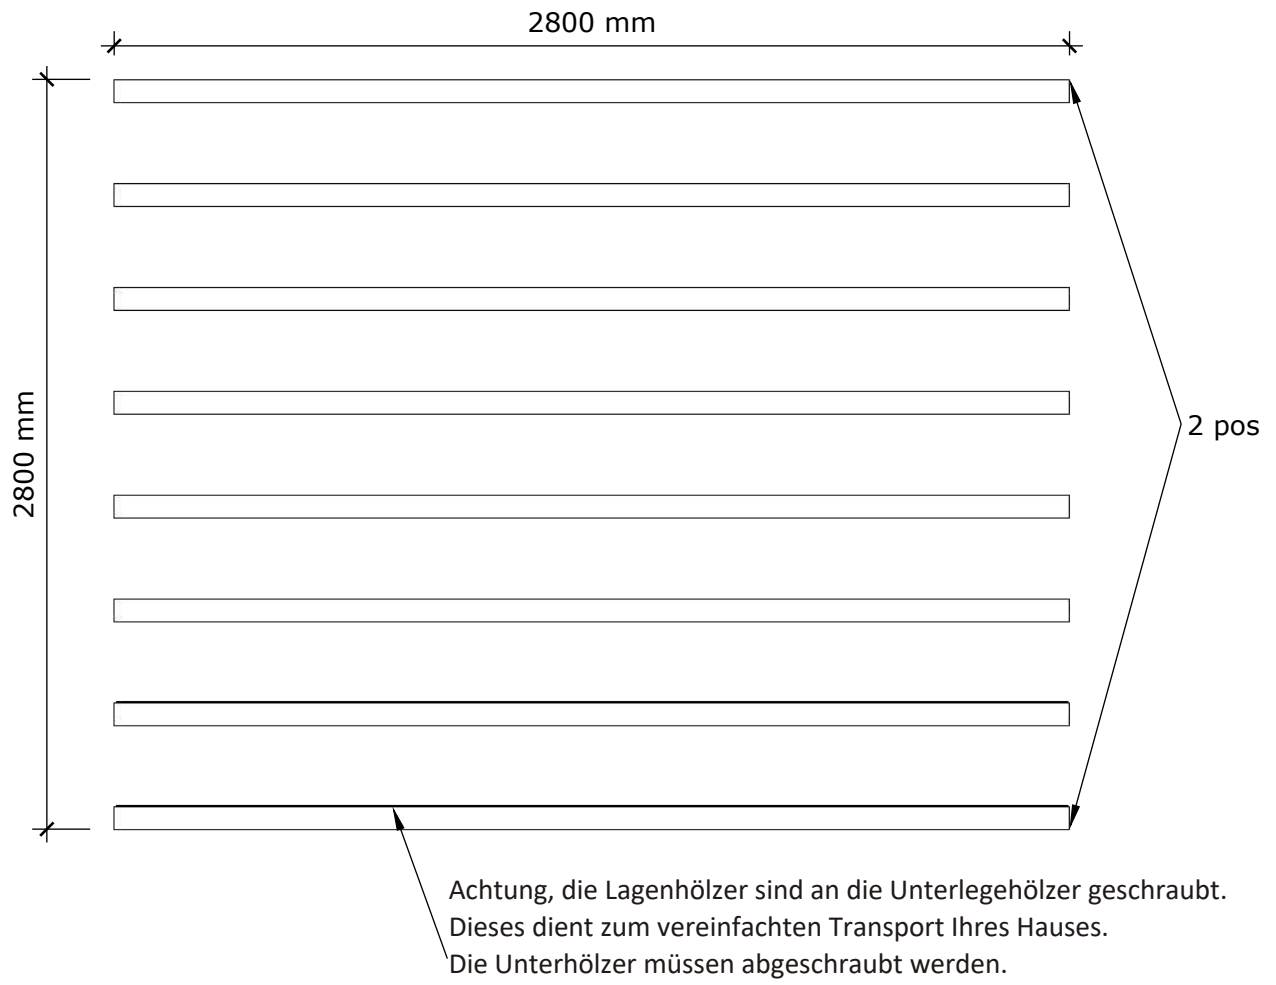 2800 mm
2800 mm
2 pos
Achtung, die Lagenhölzer sind an die Unterlegehölzer geschraubt.
Dieses dient zum vereinfachten Transport Ihres Hauses.
Die Unterhölzer müssen abgeschraubt werden.